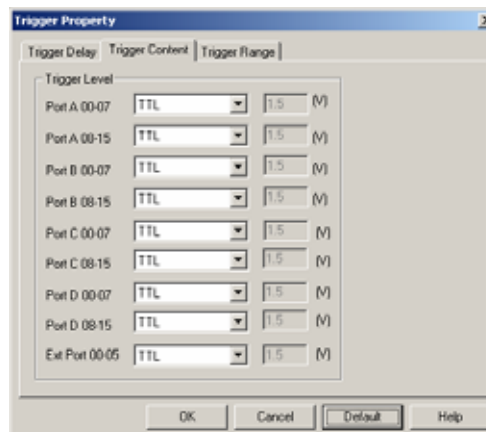 Trigger Property
Trigger Delay Trigger Content Trigger Range
Trigger Level
Port A 00-07 TTL 1.5 (V)
Port A 08-15 TTL 1.5 (V)
Port B 00-07 TTL 1.5 (V)
Port B 08-15 TTL 1.5 (V)
Port C 00-07 TTL 1.5 (V)
Port C 08-15 TTL 1.5 (V)
Port D 00-07 TTL 1.5 (V)
Port D 08-15 TTL 1.5 (V)
Ext Port 00-05 TTL 1.5 (V)
OK Cancel Default Help